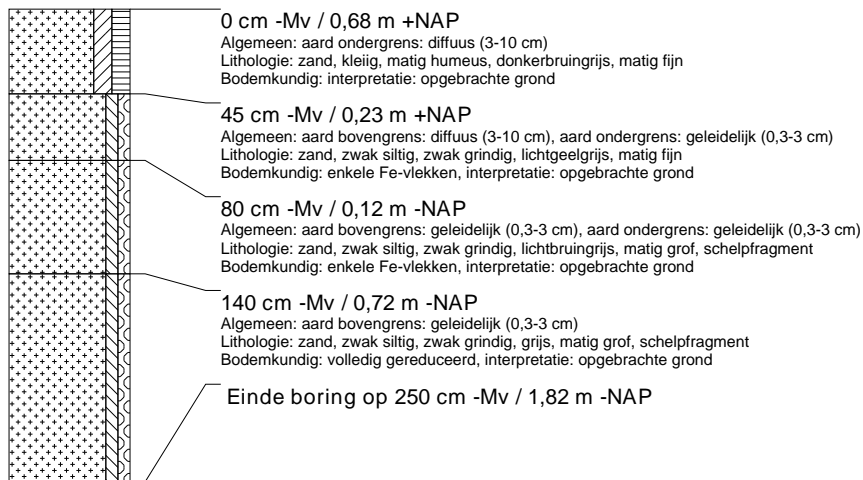 0 cm -Mv / 0,68 m +NAP
Algemeen: aard ondergrens: diffuus (3-10 cm)
Lithologie: zand, kleiig, matig humeus, donkerbruingrijs, matig fijn
Bodemkundig: interpretatie: opgebrachte grond
45 cm -Mv / 0,23 m +NAP
Algemeen: aard bovengrens: diffuus (3-10 cm), aard ondergrens: geleidelijk (0,3-3 cm)
Lithologie: zand, zwak siltig, zwak grindig, lichtgeelgrijs, matig fijn
Bodemkundig: enkele Fe-vlekken, interpretatie: opgebrachte grond
80 cm -Mv / 0,12 m -NAP
Algemeen: aard bovengrens: geleidelijk (0,3-3 cm), aard ondergrens: geleidelijk (0,3-3 cm)
Lithologie: zand, zwak siltig, zwak grindig, lichtbruingrijs, matig grof, schelpfragment
Bodemkundig: enkele Fe-vlekken, interpretatie: opgebrachte grond
140 cm -Mv / 0,72 m -NAP
Algemeen: aard bovengrens: geleidelijk (0,3-3 cm)
Lithologie: zand, zwak siltig, zwak grindig, grijs, matig grof, schelpfragment
Bodemkundig: volledig gereduceerd, interpretatie: opgebrachte grond
Einde boring op 250 cm -Mv / 1,82 m -NAP